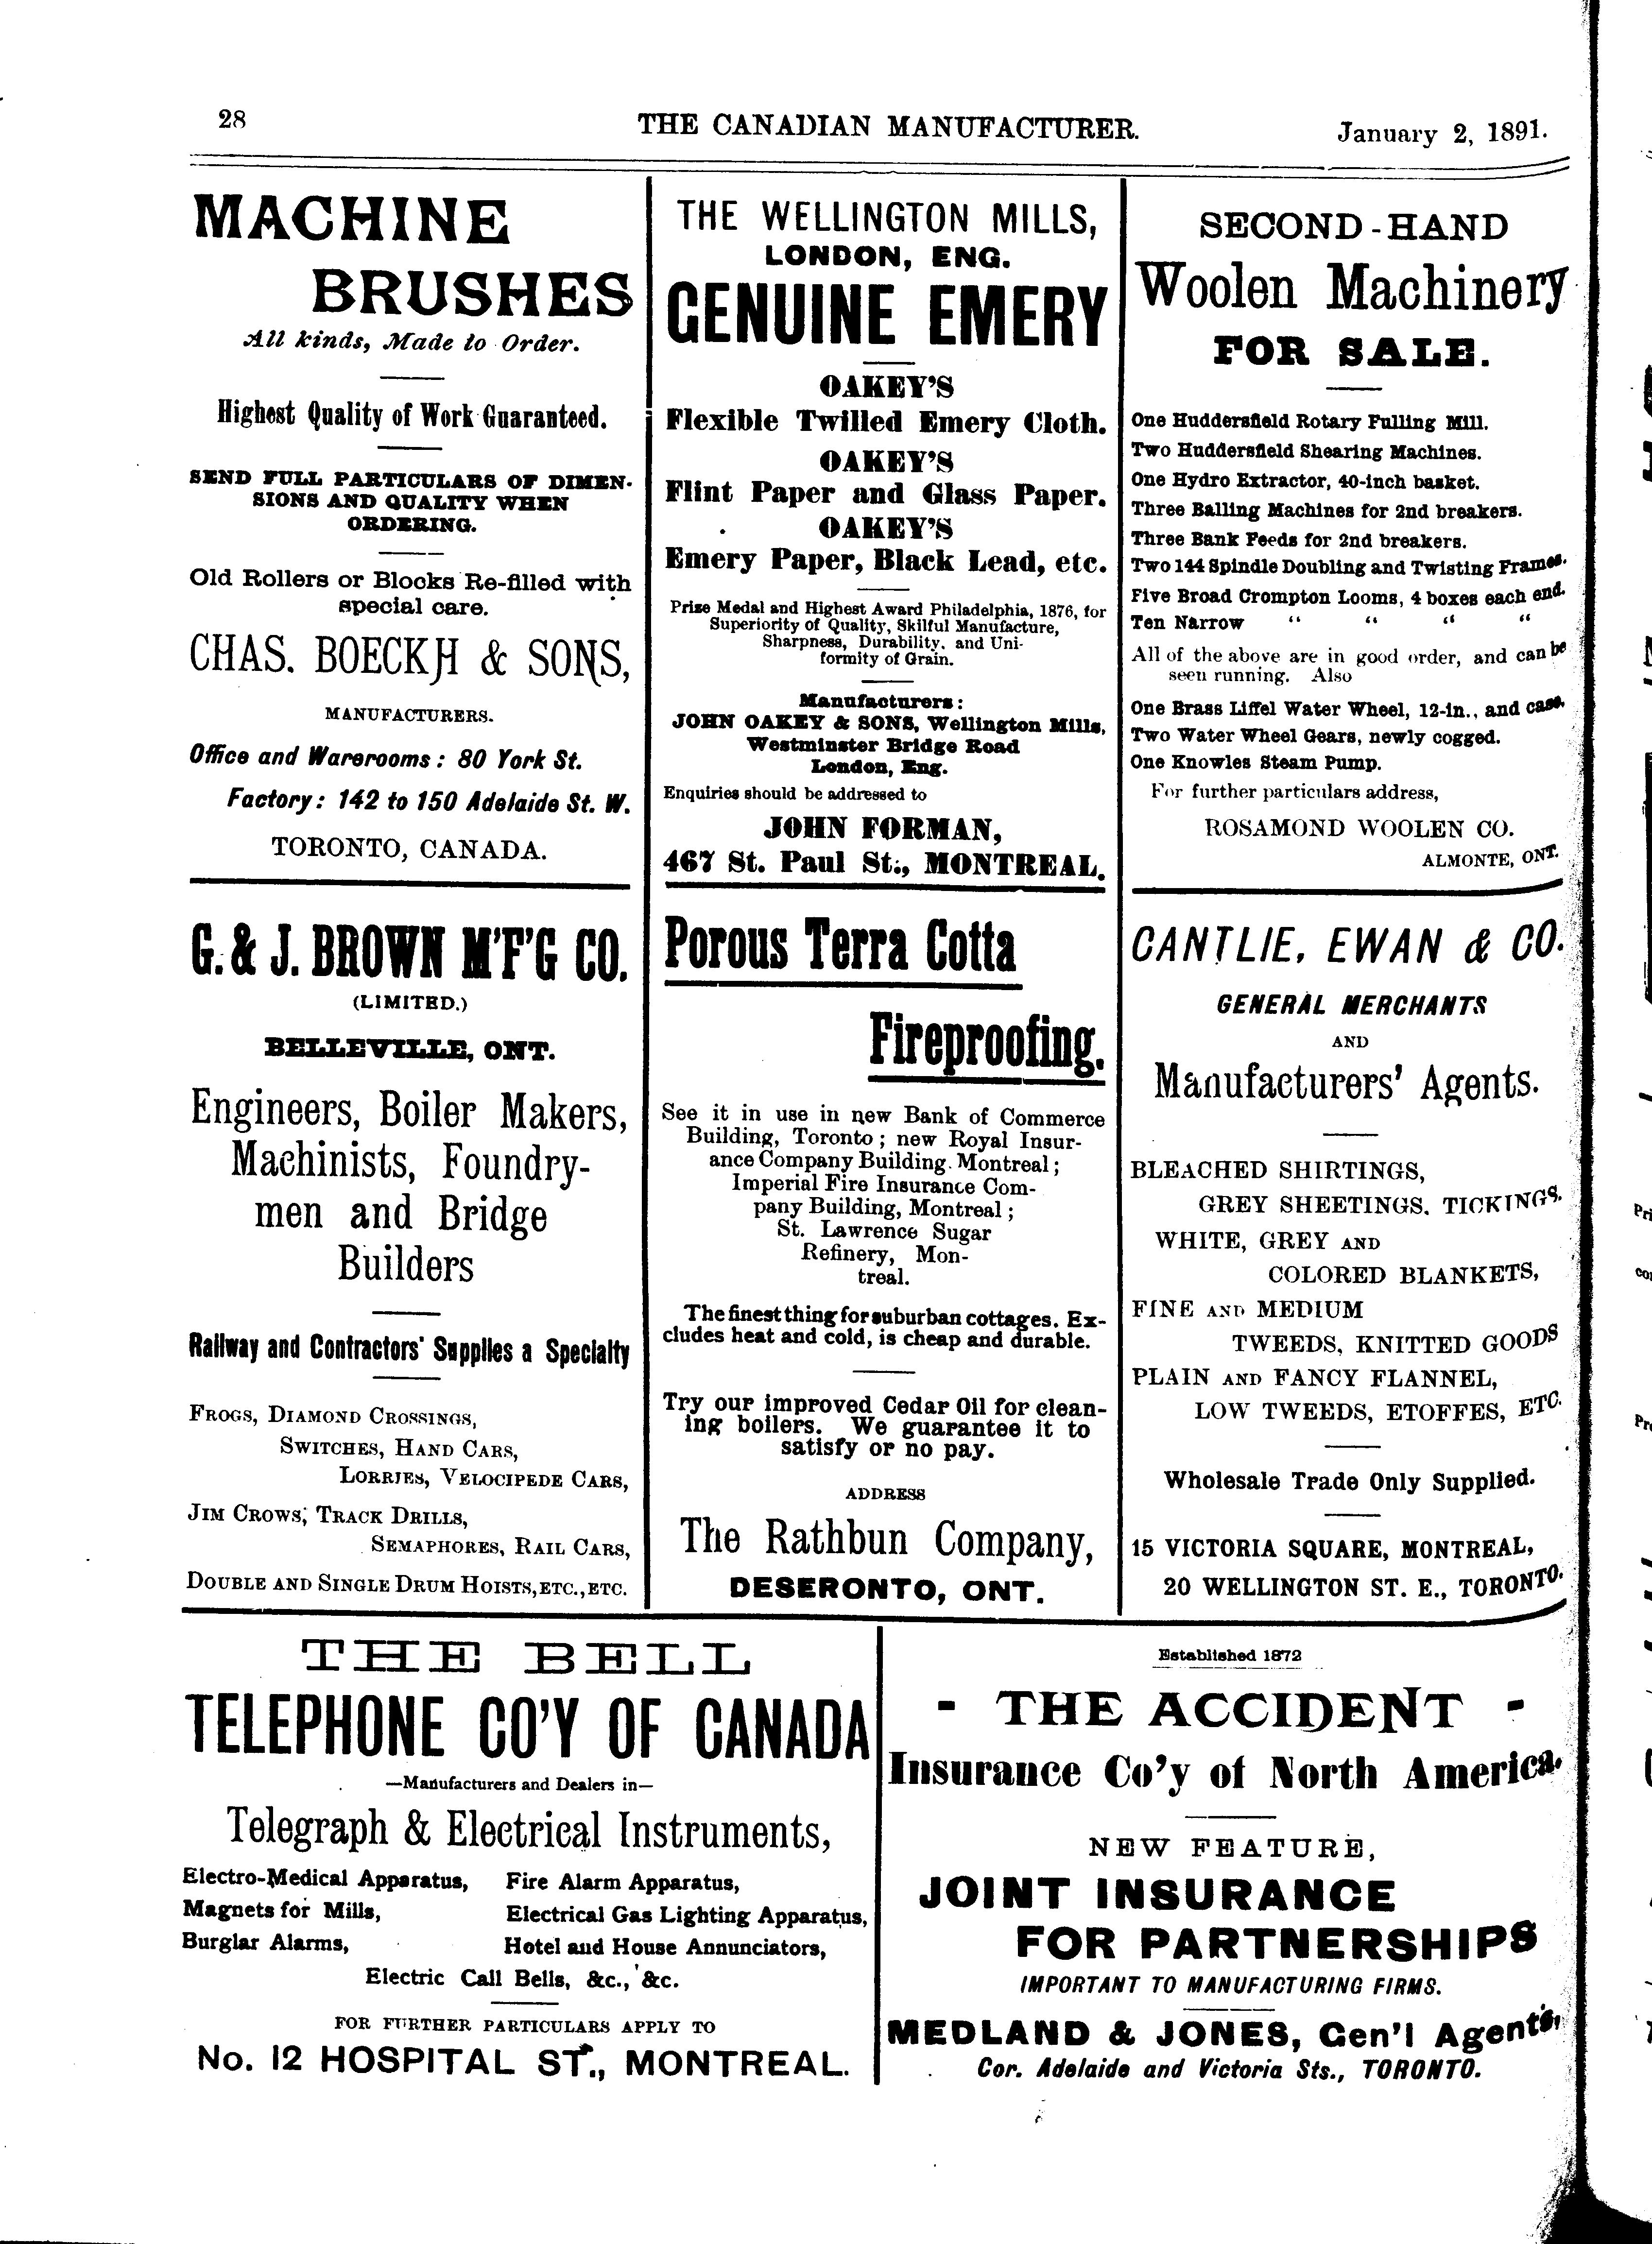 28
THE CANADIAN MANUFACTURER.
January 2, 1891.
MACHINE
BRUSHES
All kinds, Made to Order.
Highest Quality of Work Guaranteed.
SEND FULL PARTICULARS OF DIMEN-
SIONS AND QUALITY WHEN
ORDERING.
Old Rollers or Blocks Re-filled with
special care.
CHAS. BOECKH & SONS,
MANUFACTURERS.
Office and Warerooms : 80 York St.
Factory : 142 to 150 Adelaide St. W.
TORONTO, CANADA.
THE WELLINGTON MILLS,
LONDON, ENG.
GENUINE EMERY
OAKEY'S
Flexible Twilled Emery Cloth.
OAKEY'S
Flint Paper and Glass Paper.
OAKEY'S
Emery Paper, Black Lead, etc.
Prize Medal and Highest Award Philadelphia, 1876, for
Superiority of Quality, Skilful Manufacture,
Sharpness, Durability, and Uni-
formity of Grain.
Manufacturers :
JOHN OAKEY & SONS, Wellington Mills,
Westminster Bridge Road
London, Eng.
Enquiries should be addressed to
JOHN FORMAN,
467 St. Paul St., MONTREAL.
SECOND-HAND
Woolen Machinery
FOR SALE.
One Huddersfield Rotary Fulling Mill.
Two Huddersfield Shearing Machines.
One Hydro Extractor, 40-inch basket.
Three Balling Machines for 2nd breakers.
Three Bank Feeds for 2nd breakers.
Two 144 Spindle Doubling and Twisting Frames.
Five Broad Crompton Looms, 4 boxes each end.
Ten Narrow " " " "
All of the above are in good order, and can be
seen running. Also
One Brass Liffel Water Wheel, 12-in., and case.
Two Water Wheel Gears, newly cogged.
One Knowles Steam Pump.
For further particulars address,
ROSAMOND WOOLEN CO.
ALMONTE, ONT.
G. & J. BROWN M'F'G CO.
(LIMITED.)
BELLEVILLE, ONT.
Engineers, Boiler Makers,
Machinists, Foundry-
men and Bridge
Builders
Railway and Contractors' Supplies a Specialty
FROGS, DIAMOND CROSSINGS,
SWITCHES, HAND CARS,
LORRIES, VELOCIPEDE CARS,
JIM CROWS, TRACK DRILLS,
SEMAPHORES, RAIL CARS,
DOUBLE AND SINGLE DRUM HOISTS, ETC., ETC.
Porous Terra Cotta
Fireproofing.
See it in use in new Bank of Commerce
Building, Toronto ; new Royal Insur-
ance Company Building. Montreal ;
Imperial Fire Insurance Com-
pany Building, Montreal ;
St. Lawrence Sugar
Refinery, Mon-
treal.
The finest thing for suburban cottages. Ex-
cludes heat and cold, is cheap and durable.
Try our improved Cedar Oil for clean-
ing boilers. We guarantee it to
satisfy or no pay.
ADDRESS
The Rathbun Company,
DESERONTO, ONT.
CANTLIE, EWAN & CO.
GENERAL MERCHANTS
AND
Manufacturers' Agents.
BLEACHED SHIRTINGS,
GREY SHEETINGS, TICKINGS.
WHITE, GREY AND
COLORED BLANKETS,
FINE AND MEDIUM
TWEEDS, KNITTED GOODS
PLAIN AND FANCY FLANNEL,
LOW TWEEDS, ETOFFES, ETC.
Wholesale Trade Only Supplied.
15 VICTORIA SQUARE, MONTREAL,
20 WELLINGTON ST. E., TORONTO.
THE BELL
TELEPHONE CO'Y OF CANADA
—Manufacturers and Dealers in—
Telegraph & Electrical Instruments,
Electro-Medical Apparatus, Fire Alarm Apparatus,
Magnets for Mills, Electrical Gas Lighting Apparatus,
Burglar Alarms, Hotel and House Annunciators,
Electric Call Bells, &c., &c.
FOR FURTHER PARTICULARS APPLY TO
No. 12 HOSPITAL ST., MONTREAL.
Established 1872
- THE ACCIDENT -
Insurance Co'y of North America.
NEW FEATURE,
JOINT INSURANCE
FOR PARTNERSHIPS
IMPORTANT TO MANUFACTURING FIRMS.
MEDLAND & JONES, Gen'l Agents,
Cor. Adelaide and Victoria Sts., TORONTO.